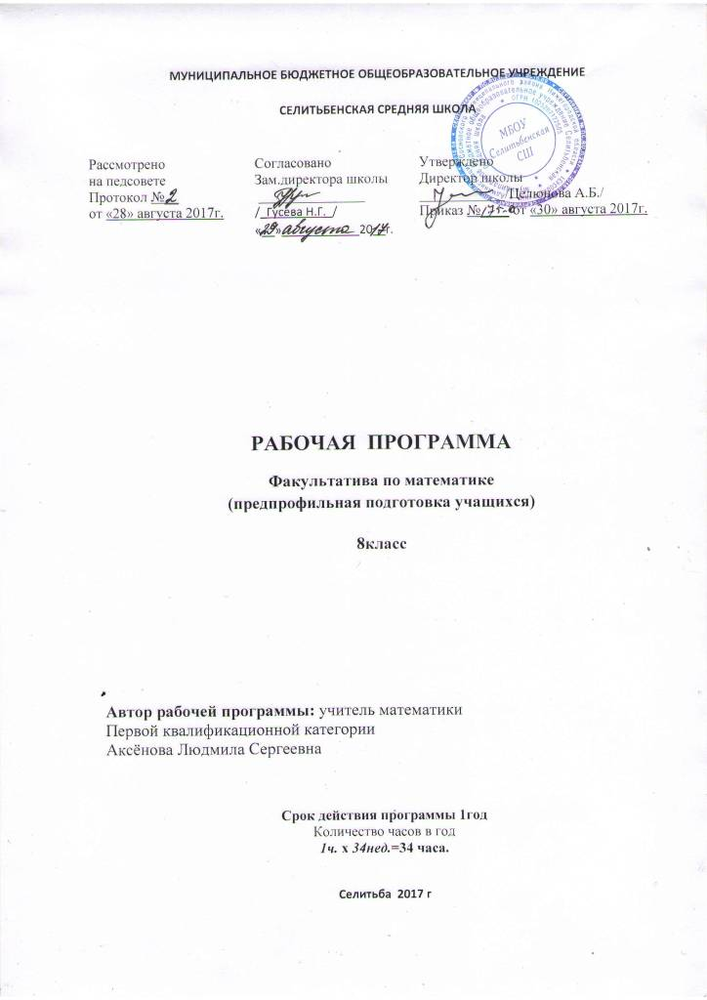 МУНИЦИПАЛЬНОЕ БЮДЖЕТНОЕ ОБЩЕОБРАЗОВАТЕЛЬНОЕ УЧРЕЖДЕНИЕ
СЕЛИТЬБЕНСКАЯ СРЕДНЯЯ ШКОЛА
Рассмотрено
на педсовете
Протокол №2
от «28» августа 2017г.
Согласовано
Зам.директора школы
/ Гусева Н.Г. /
«29» августа 2017г.
Утверждено
Директор школы
/Целюнова А.Б./
Приказ № от «30» августа 2017г.
МБОУ
Селитьбенская
СШ
РАБОЧАЯ ПРОГРАММА
Факультатива по математике
(предпрофильная подготовка учащихся)
8класс
Автор рабочей программы: учитель математики
Первой квалификационной категории
Аксёнова Людмила Сергеевна
Срок действия программы 1год
Количество часов в год
1ч. х 34нед.=34 часа.
Селитьба 2017 г